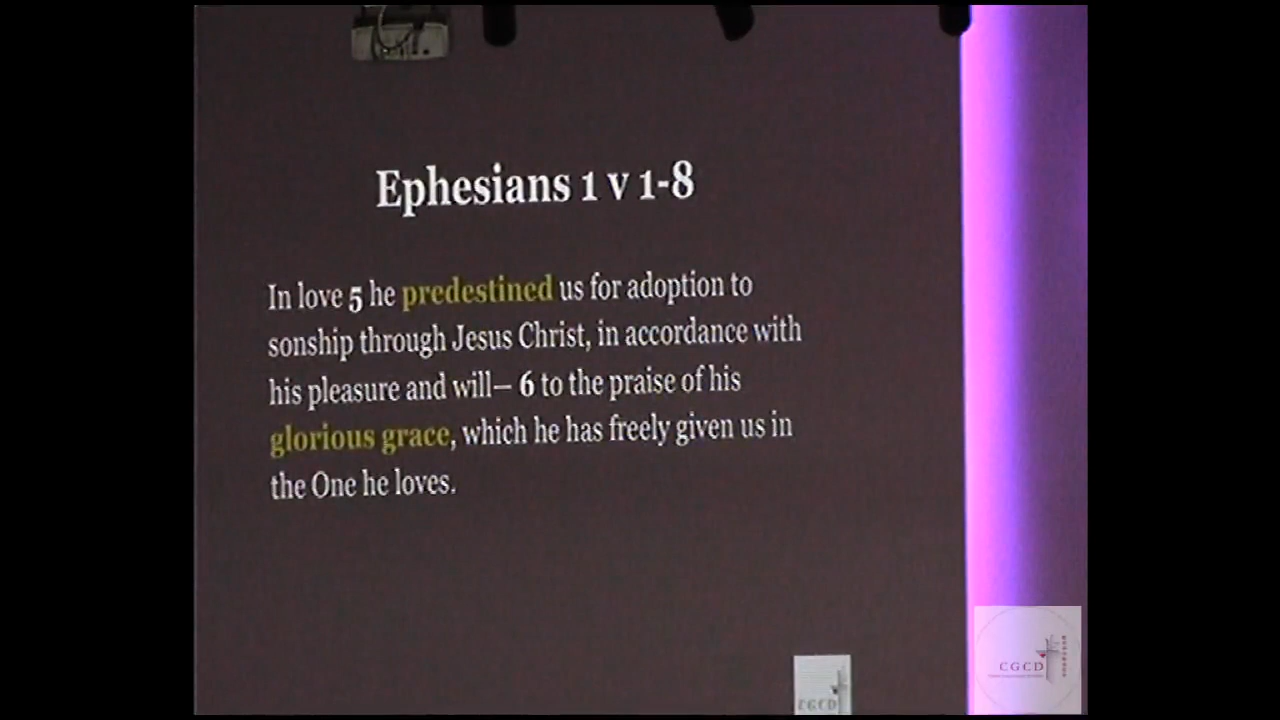 Ephesians 1 v 1-8
In love 5 he predestined us for adoption to
sonship through Jesus Christ, in accordance with
his pleasure and will— 6 to the praise of his
glorious grace, which he has freely given us in
the One he loves.
CGCD
CGCD